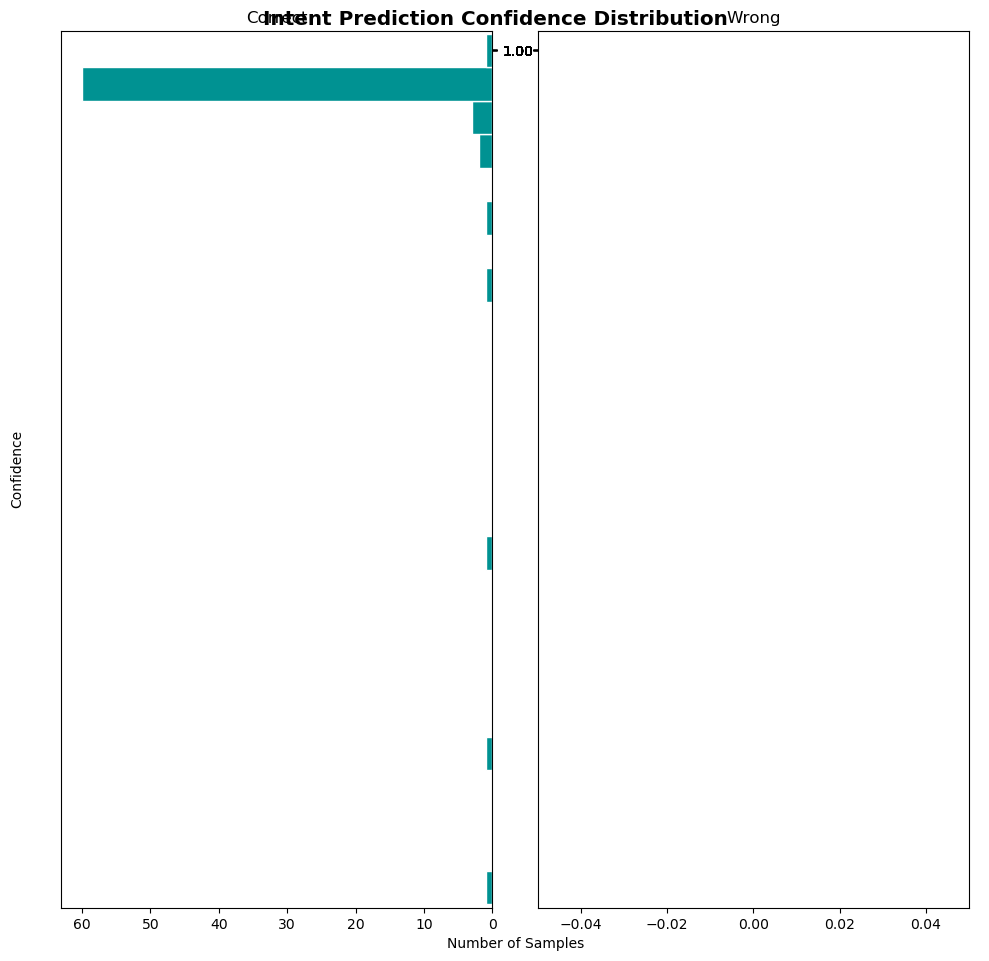 Intent Prediction Confidence Distribution
Correct
Wrong
1.00
Confidence
60 50 40 30 20 10 0
−0.04 −0.02 0.00 0.02 0.04
Number of Samples